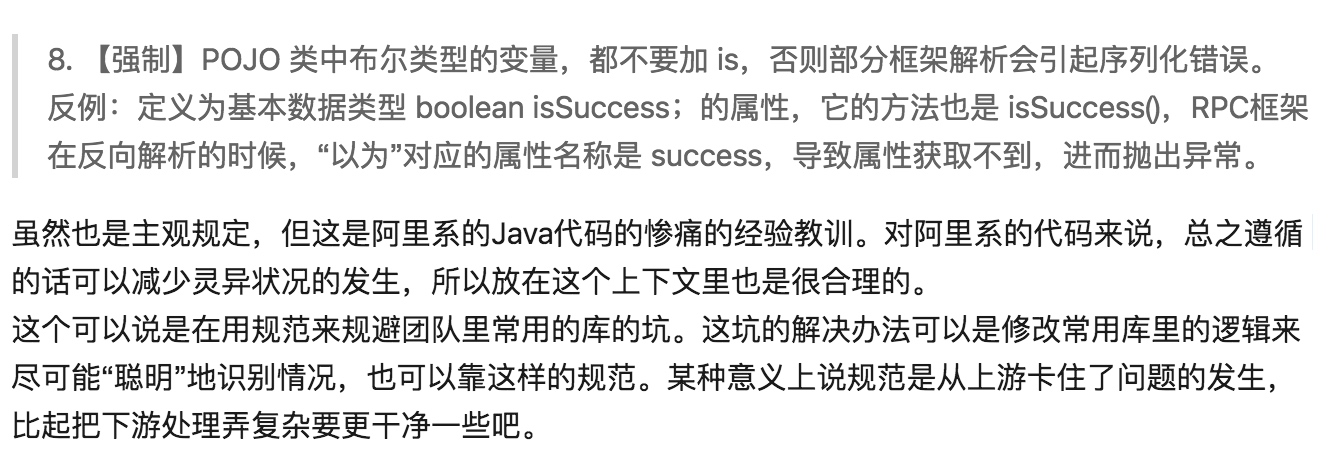 8. 【强制】POJO 类中布尔类型的变量，都不要加 is，否则部分框架解析会引起序列化错误。
反例：定义为基本数据类型 boolean isSuccess；的属性，它的方法也是 isSuccess()，RPC框架
在反向解析的时候，“以为”对应的属性名称是 success，导致属性获取不到，进而抛出异常。
虽然也是主观规定，但这是阿里系的Java代码的惨痛的经验教训。对阿里系的代码来说，总之遵循
的话可以减少灵异状况的发生，所以放在这个上下文里也是很合理的。
这个可以说是在用规范来规避团队里常用的库的坑。这坑的解决办法可以是修改常用库里的逻辑来
尽可能“聪明”地识别情况，也可以靠这样的规范。某种意义上说规范是从上游卡住了问题的发生，
比起把下游处理弄复杂要更干净一些吧。